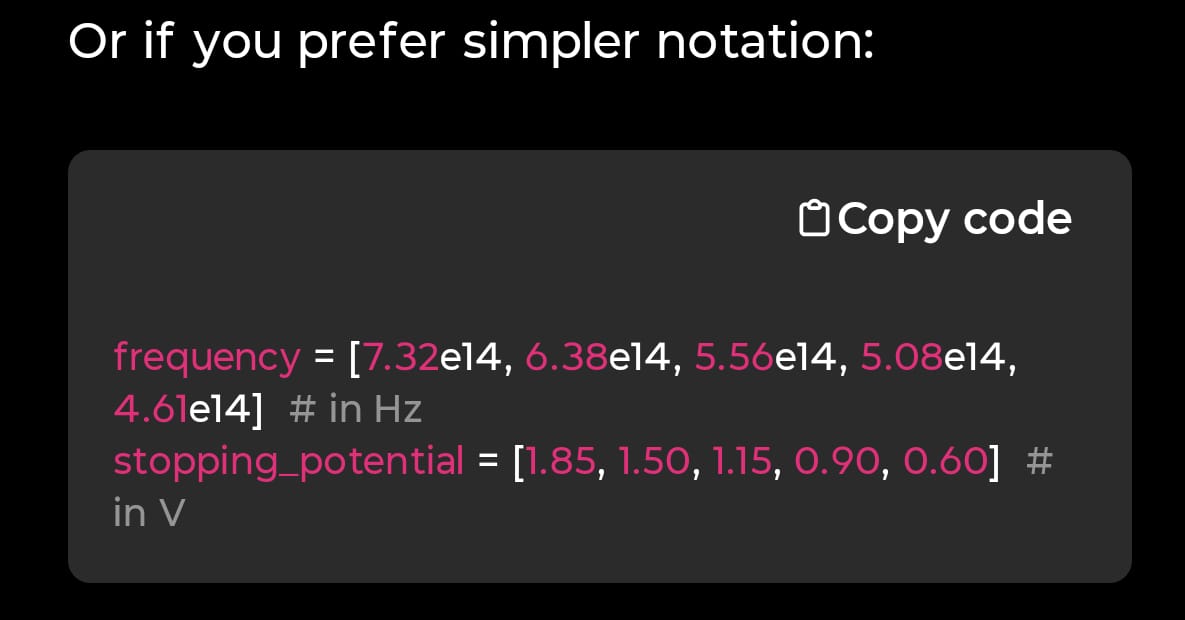 Or if you prefer simpler notation:
Copy code
frequency = [7.32e14, 6.38e14, 5.56e14, 5.08e14,
4.61e14]  # in Hz
stopping_potential = [1.85, 1.50, 1.15, 0.90, 0.60]  #
in V